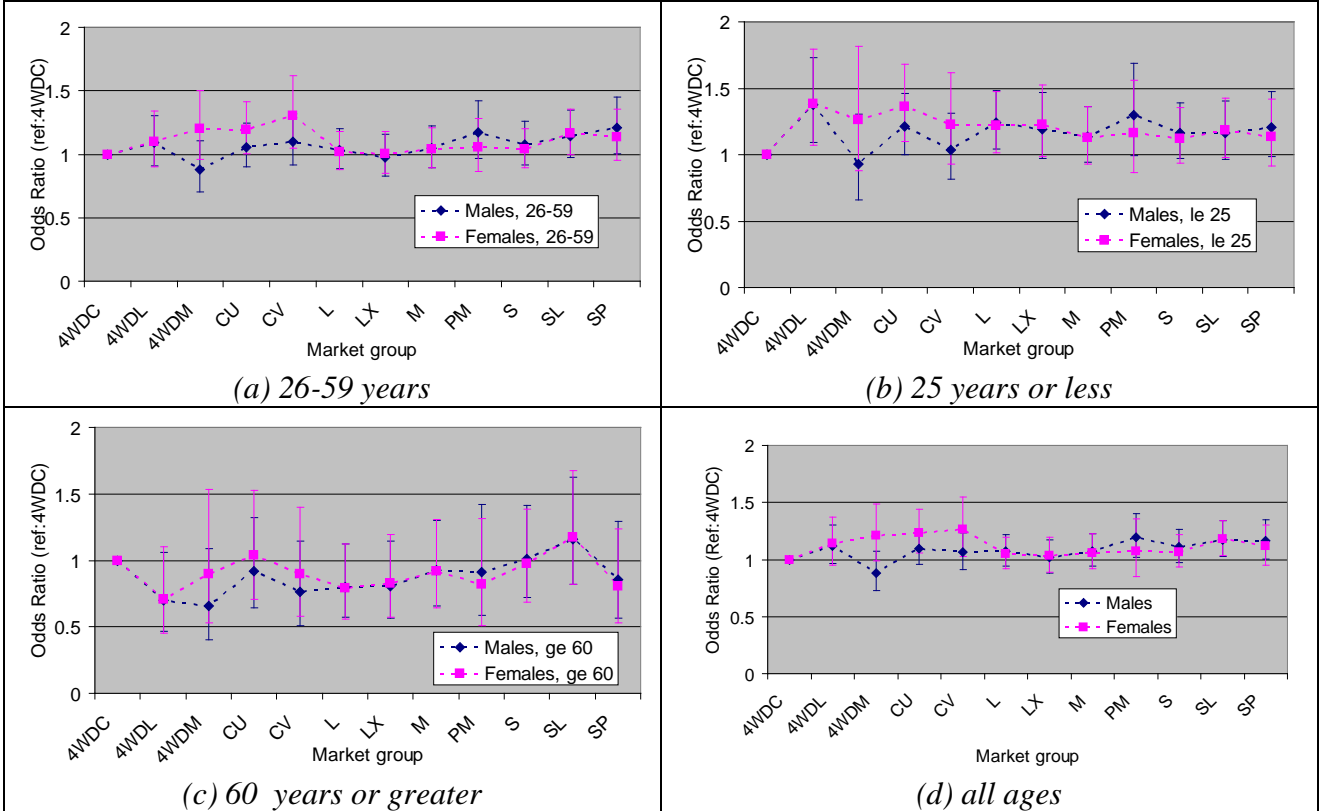 2
1.5
1
0.5
0
Odds Ratio (ref:4WDC)
Males, 26-59
Females, 26-59
4WDC 4WDL 4WDM CU CV L LX M PM S SL SP
Market group
(a) 26-59 years
2
1.5
1
0.5
0
Odds Ratio (ref:4WDC)
Males, le 25
Females, le 25
4WDC 4WDL 4WDM CU CV L LX M PM S SL SP
Market group
(b) 25 years or less
2
1.5
1
0.5
0
Odds Ratio (ref:4WDC)
Males, ge 60
Females, ge 60
4WDC 4WDL 4WDM CU CV L LX M PM S SL SP
Market group
(c) 60 years or greater
2
1.5
1
0.5
0
Odds Ratio (Ref:4WDC)
Males
Females
4WDC 4WDL 4WDM CU CV L LX M PM S SL SP
Market group
(d) all ages